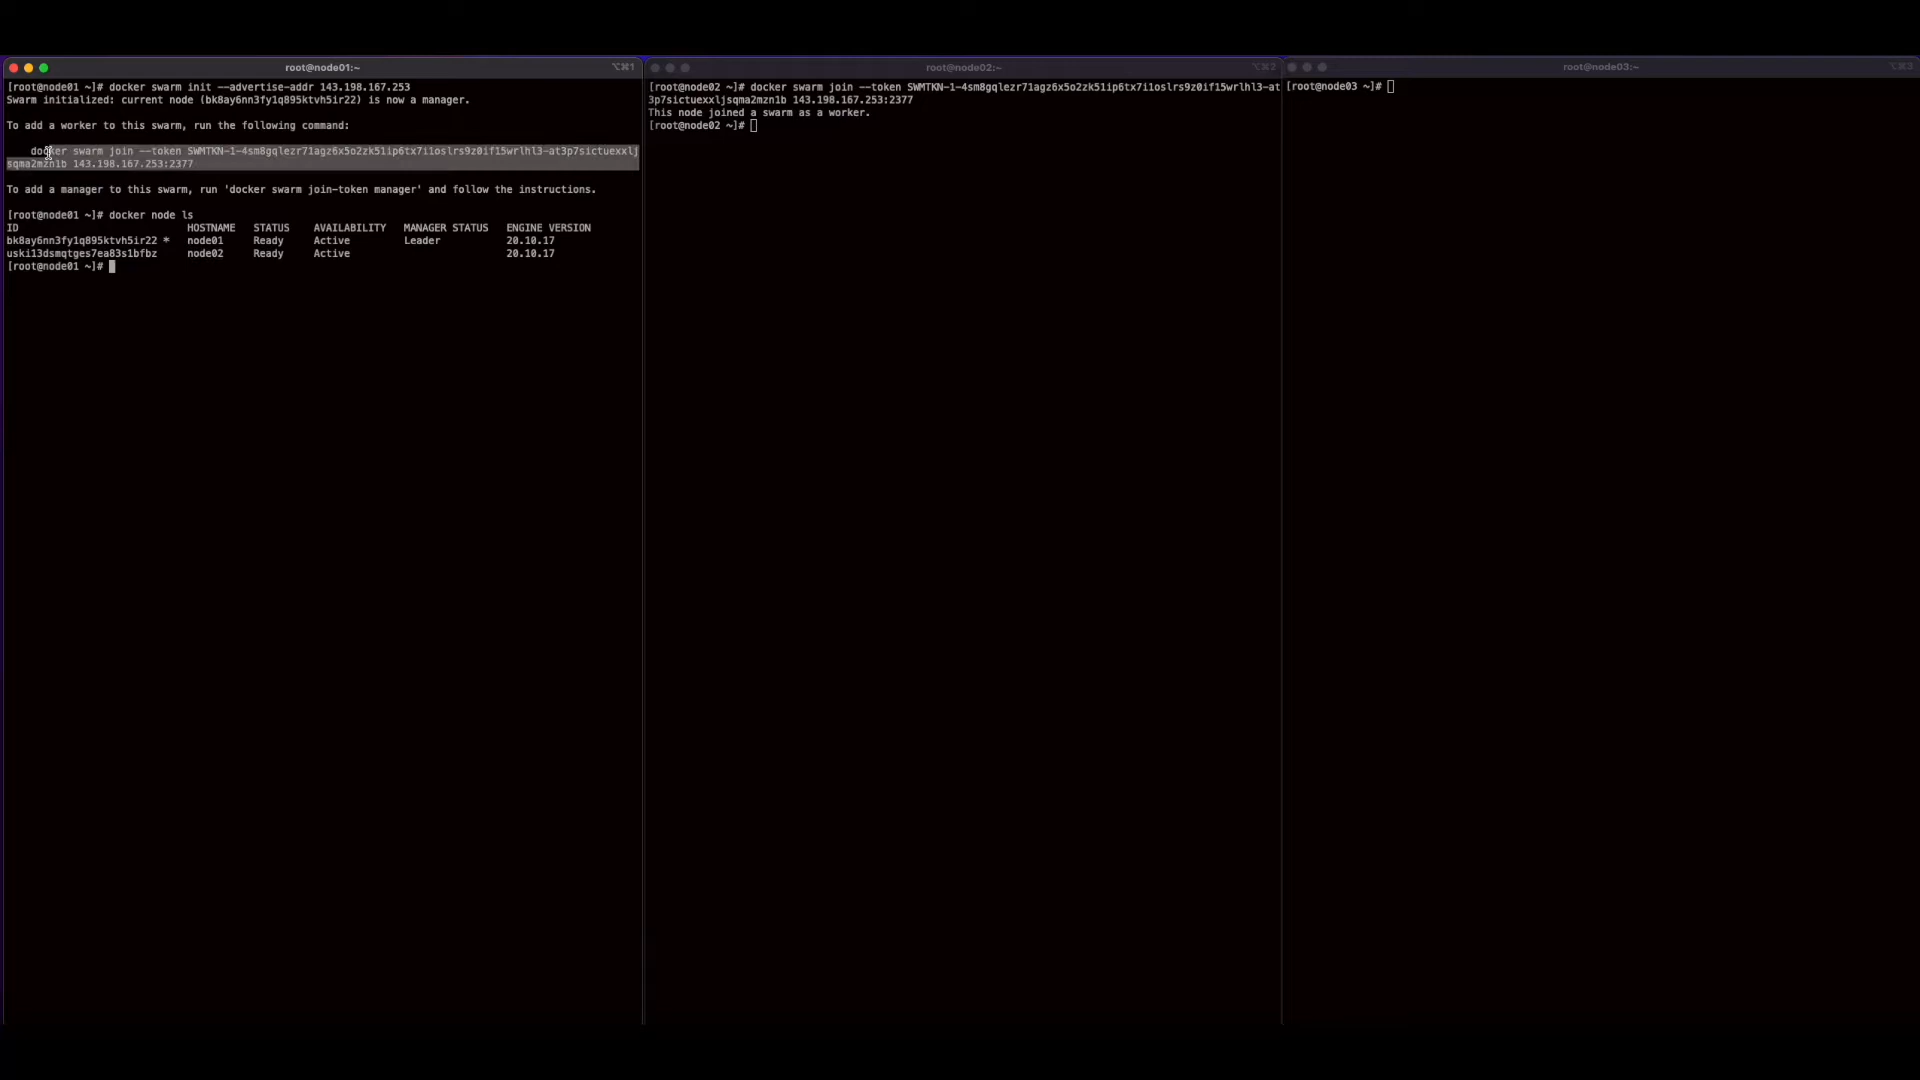 root@node01:~
⌥⌘1
[root@node01 ~]# docker swarm init --advertise-addr 143.198.167.253
Swarm initialized: current node (bk8ay6nn3fy1q895ktvh5ir22) is now a manager.
To add a worker to this swarm, run the following command:
docker swarm join --token SWMTKN-1-4sm8gqlezr71agz6x5o2zk51ip6tx7i1oslrs9z0if15wrlhl3-at3p7sictuexxlj
sqma2mzn1b 143.198.167.253:2377
To add a manager to this swarm, run 'docker swarm join-token manager' and follow the instructions.
[root@node01 ~]# docker node ls
ID HOSTNAME STATUS AVAILABILITY MANAGER STATUS ENGINE VERSION
bk8ay6nn3fy1q895ktvh5ir22 * node01 Ready Active Leader 20.10.17
uski13dsmqtges7ea83s1bfbz node02 Ready Active 20.10.17
[root@node01 ~]#
root@node02:~
⌥⌘2
[root@node02 ~]# docker swarm join --token SWMTKN-1-4sm8gqlezr71agz6x5o2zk51ip6tx7i1oslrs9z0if15wrlhl3-at
3p7sictuexxljsqma2mzn1b 143.198.167.253:2377
This node joined a swarm as a worker.
[root@node02 ~]#
root@node03:~
⌥⌘3
[root@node03 ~]#